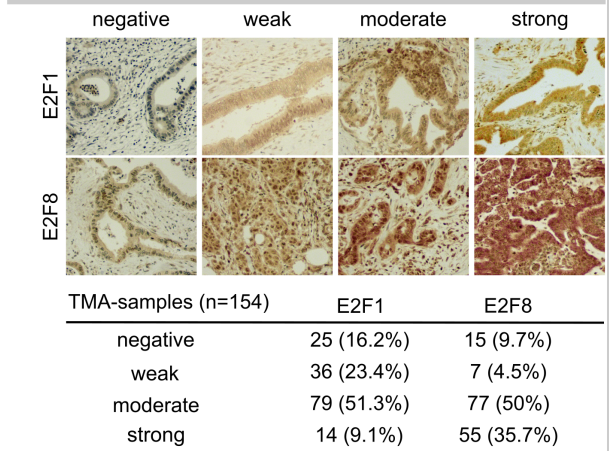 negative weak moderate strong
E2F1
E2F8
TMA-samples (n=154) E2F1 E2F8
negative 25 (16.2%) 15 (9.7%)
weak 36 (23.4%) 7 (4.5%)
moderate 79 (51.3%) 77 (50%)
strong 14 (9.1%) 55 (35.7%)